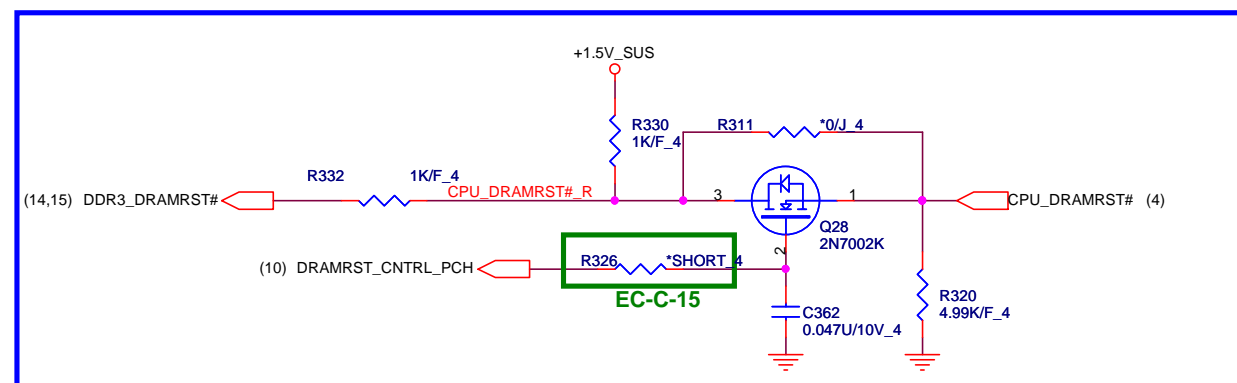 +1.5V_SUS
R330
1K/F_4
R311
*0/J_4
R332
1K/F_4
CPU_DRAMRST#_R
(14,15) DDR3_DRAMRST#
3
1
CPU_DRAMRST# (4)
Q28
2N7002K
2
(10) DRAMRST_CNTRL_PCH
R326
*SHORT_4
EC-C-15
C362
0.047U/10V_4
R320
4.99K/F_4